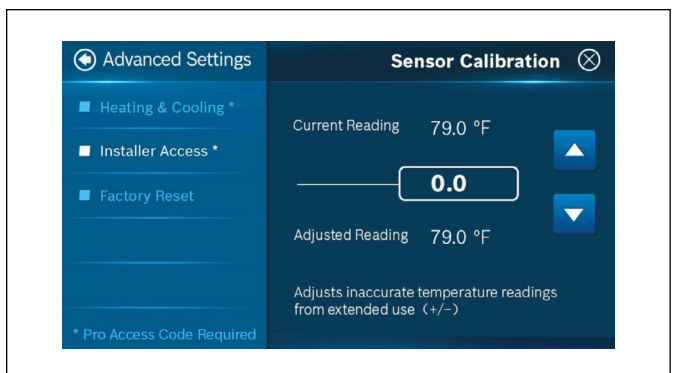 Advanced Settings
Sensor Calibration
Heating & Cooling *
Installer Access *
Factory Reset
* Pro Access Code Required
Current Reading 79.0 °F
0.0
Adjusted Reading 79.0 °F
Adjusts inaccurate temperature readings
from extended use (+/−)